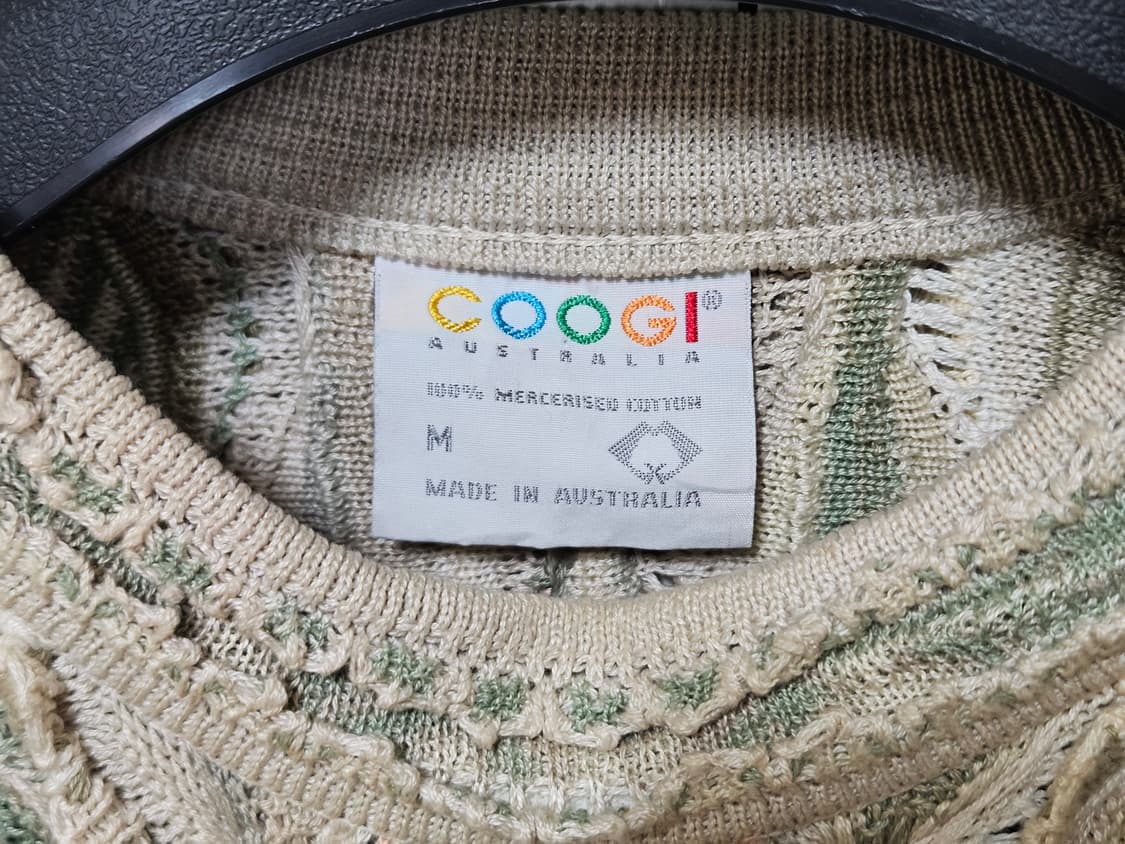 COOGI®
AUSTRALIA
100% MERCERISED COTTON
M
MADE IN AUSTRALIA